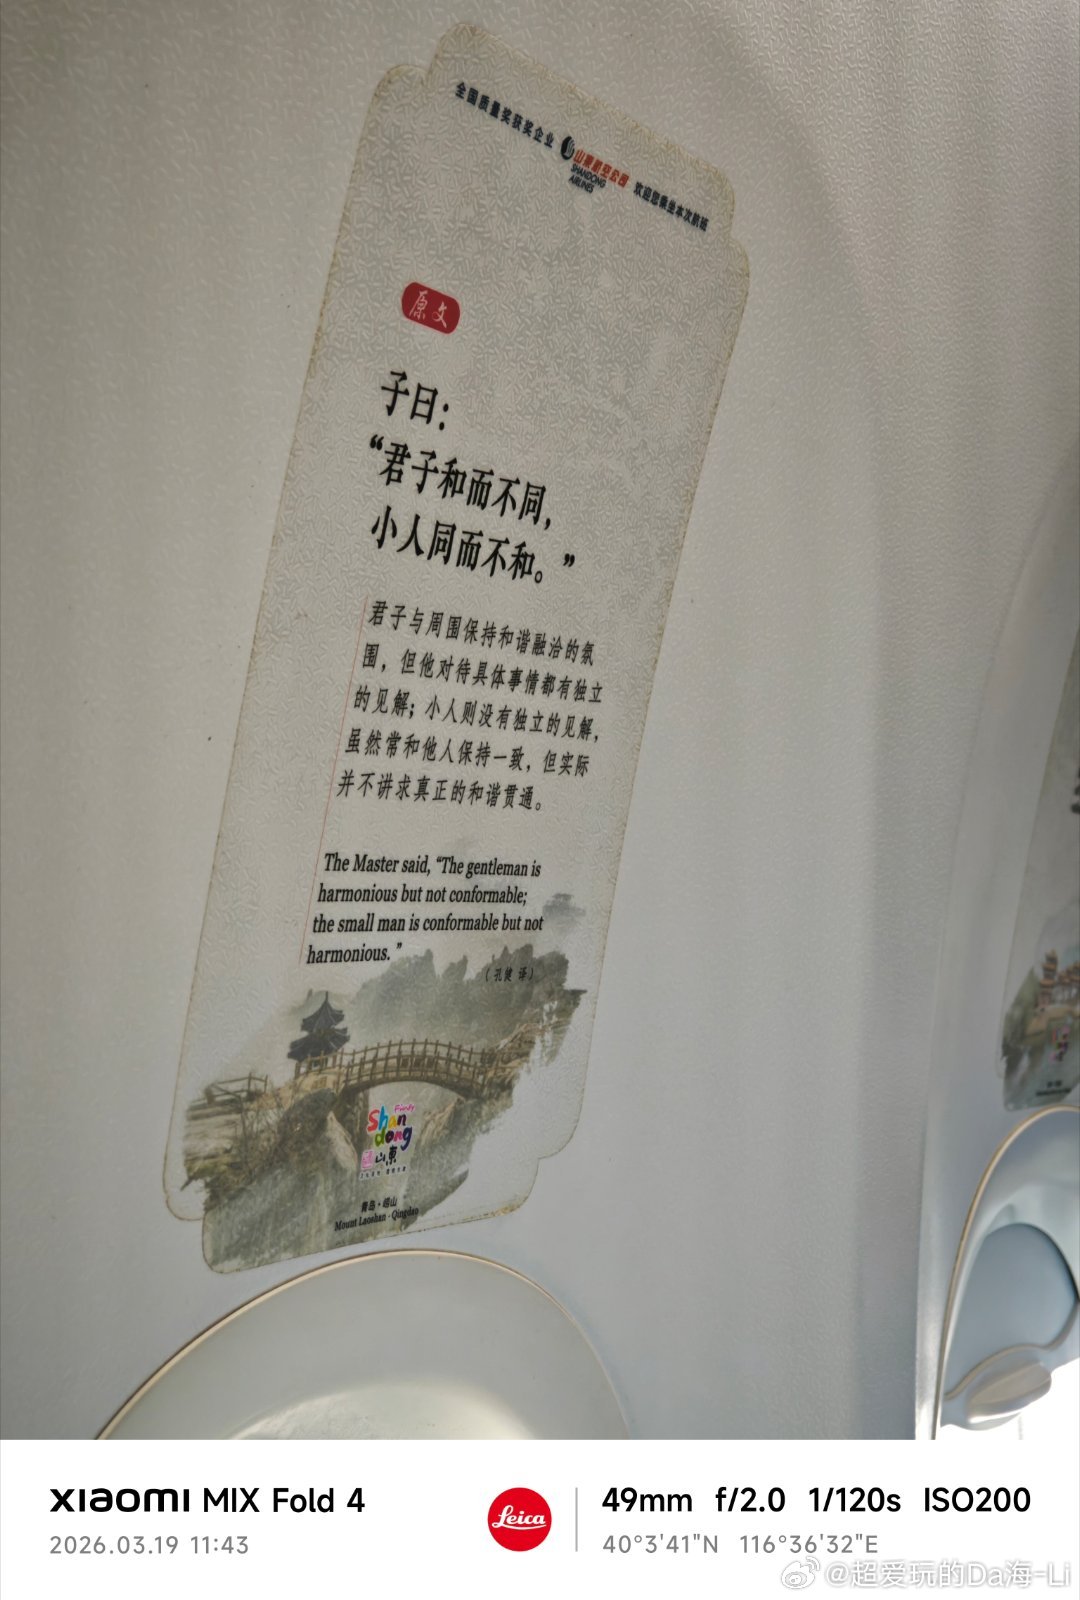 全国质量奖获奖企业 山东航空公司 欢迎您乘坐本次航班
SHANDONG
AIRLINES
原文
子曰：
“君子和而不同，
小人同而不和。”
君子与周围保持和谐融洽的氛
围，但他对待具体事情都有独立
的见解；小人则没有独立的见解，
虽然常和他人保持一致，但实际
并不讲求真正的和谐贯通。
The Master said, “The gentleman is
harmonious but not conformable;
the small man is conformable but not
harmonious.”
（孔健 译）
Friendly
Shan
dong
山東
青岛·崂山
Mount Laoshan · Qingdao
xiaomi MIX Fold 4
2026.03.19 11:43
Leica
49mm f/2.0 1/120s ISO200
40°3'41"N 116°36'32"E
@超爱玩的Da海-Li